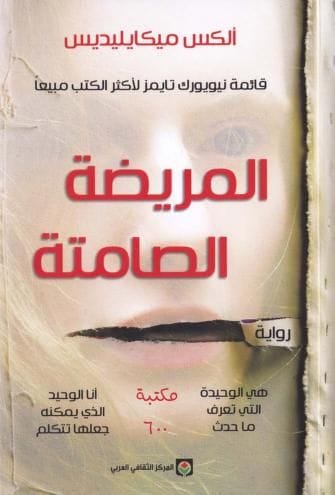 ألكس ميكايليديس
قائمة نيويورك تايمز لأكثر الكتب مبيعاً
المريضة
الصامتة
رواية
هي الوحيدة
التي تعرف
ما حدث
مكتبة
٦٠٠
أنا الوحيد
الذي يمكنه
جعلها تتكلم
المركز الثقافي العربي